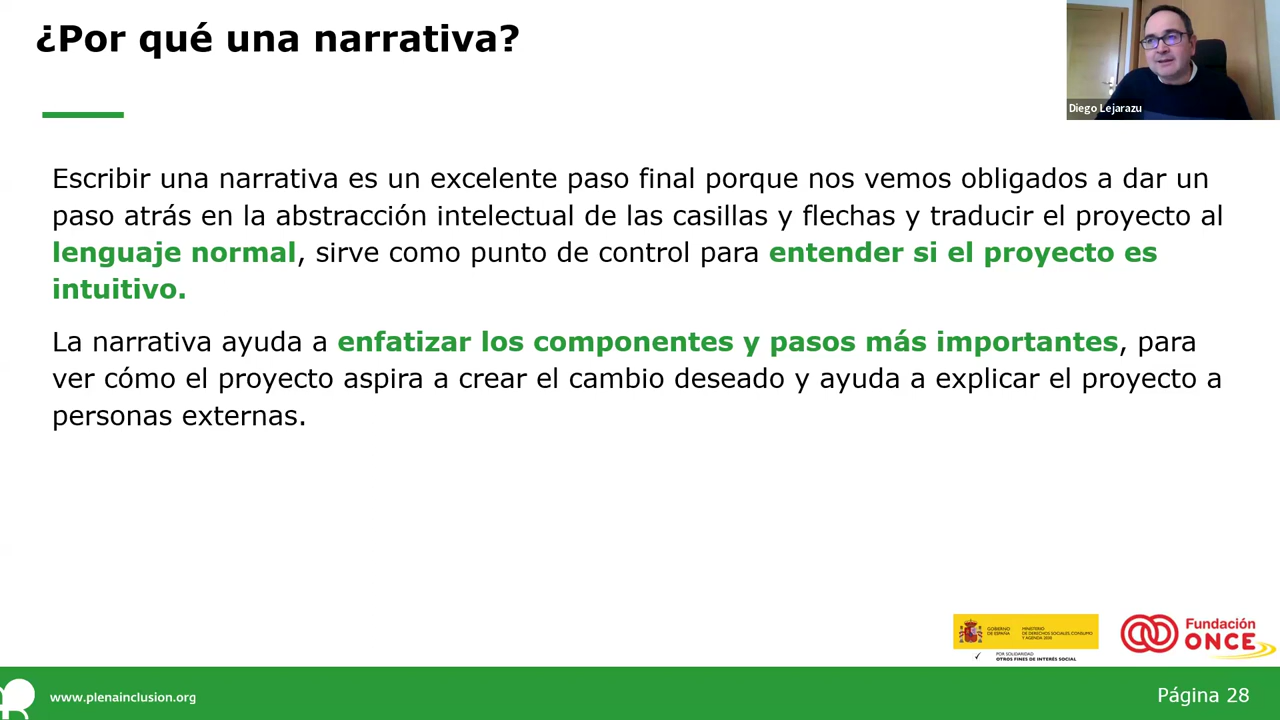 ¿Por qué una narrativa?
Diego Lejarazu
Escribir una narrativa es un excelente paso final porque nos vemos obligados a dar un
paso atrás en la abstracción intelectual de las casillas y flechas y traducir el proyecto al
lenguaje normal, sirve como punto de control para entender si el proyecto es
intuitivo.
La narrativa ayuda a enfatizar los componentes y pasos más importantes, para
ver cómo el proyecto aspira a crear el cambio deseado y ayuda a explicar el proyecto a
personas externas.
GOBIERNO
DE ESPAÑA
MINISTERIO
DE DERECHOS SOCIALES, CONSUMO
Y AGENDA 2030
POR SOLIDARIDAD
OTROS FINES DE INTERÉS SOCIAL
Fundación
ONCE
www.plenainclusion.org
Página 28